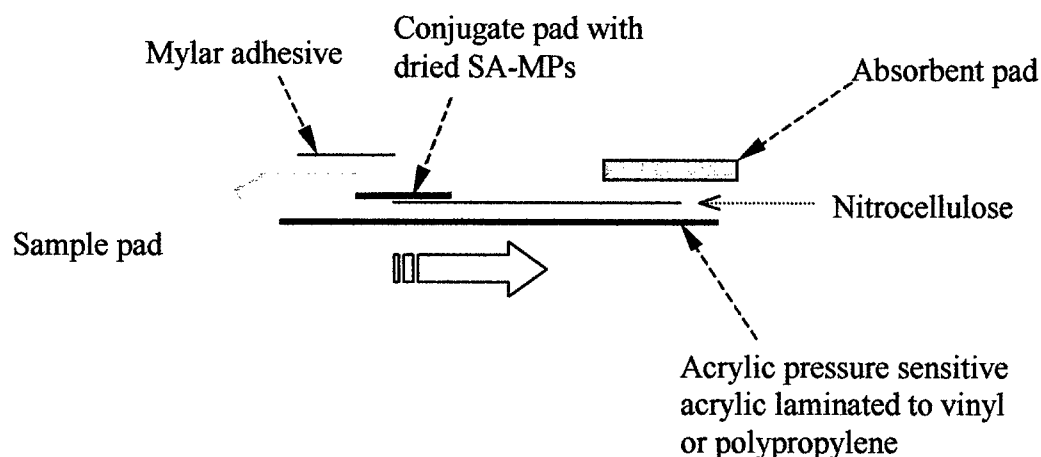 Conjugate pad with
dried SA-MPs
Mylar adhesive
Absorbent pad
Nitrocellulose
Sample pad
Acrylic pressure sensitive
acrylic laminated to vinyl
or polypropylene